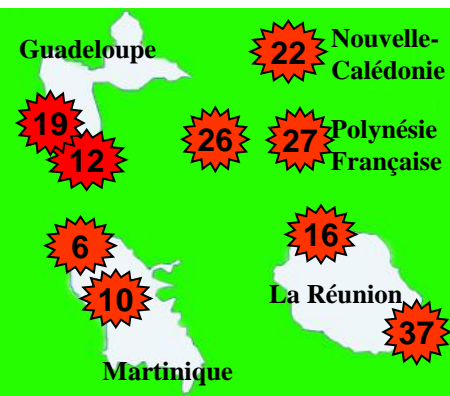 Guadeloupe
22 Nouvelle-
Calédonie
19
12
26
27 Polynésie
Française
6
10
Martinique
16
La Réunion
37